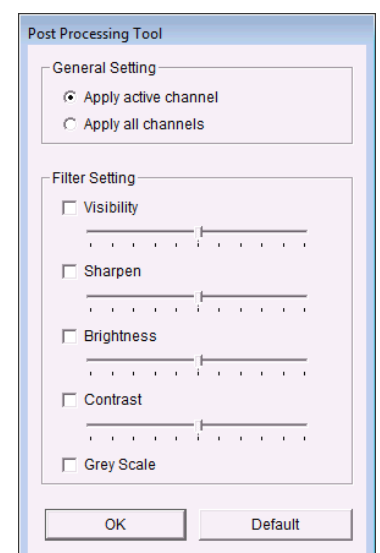 Post Processing Tool
General Setting
Apply active channel
Apply all channels
Filter Setting
Visibility
Sharpen
Brightness
Contrast
Grey Scale
OK Default